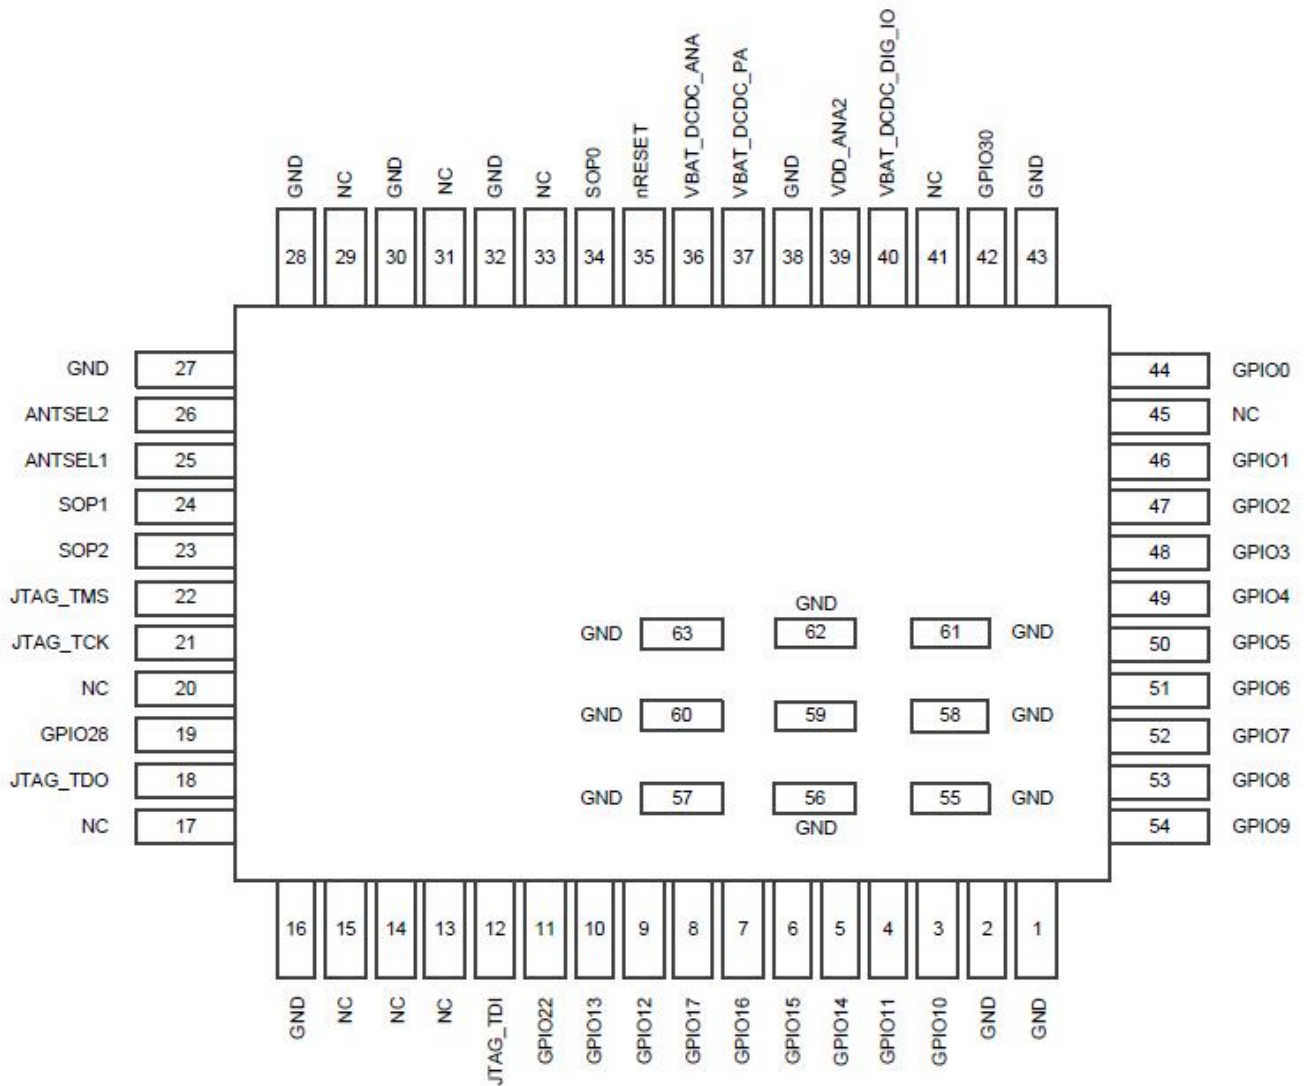 GND NC GND NC GND NC SOP0 nRESET VBAT_DCDC_ANA VBAT_DCDC_PA GND VDD_ANA2 VBAT_DCDC_DIG_IO NC GPIO30 GND
28 29 30 31 32 33 34 35 36 37 38 39 40 41 42 43
GND 27 44 GPIO0
ANTSEL2 26 45 NC
ANTSEL1 25 46 GPIO1
SOP1 24 47 GPIO2
SOP2 23 48 GPIO3
JTAG_TMS 22 49 GPIO4
GND
GND 63 62 61 GND
JTAG_TCK 21 50 GPIO5
NC 20 51 GPIO6
GND 60 59 58 GND
GPIO28 19 52 GPIO7
JTAG_TDO 18 53 GPIO8
GND 57 56 55 GND
GND
NC 17 54 GPIO9
16 15 14 13 12 11 10 9 8 7 6 5 4 3 2 1
GND NC NC NC JTAG_TDI GPIO22 GPIO13 GPIO12 GPIO17 GPIO16 GPIO15 GPIO14 GPIO11 GPIO10 GND GND